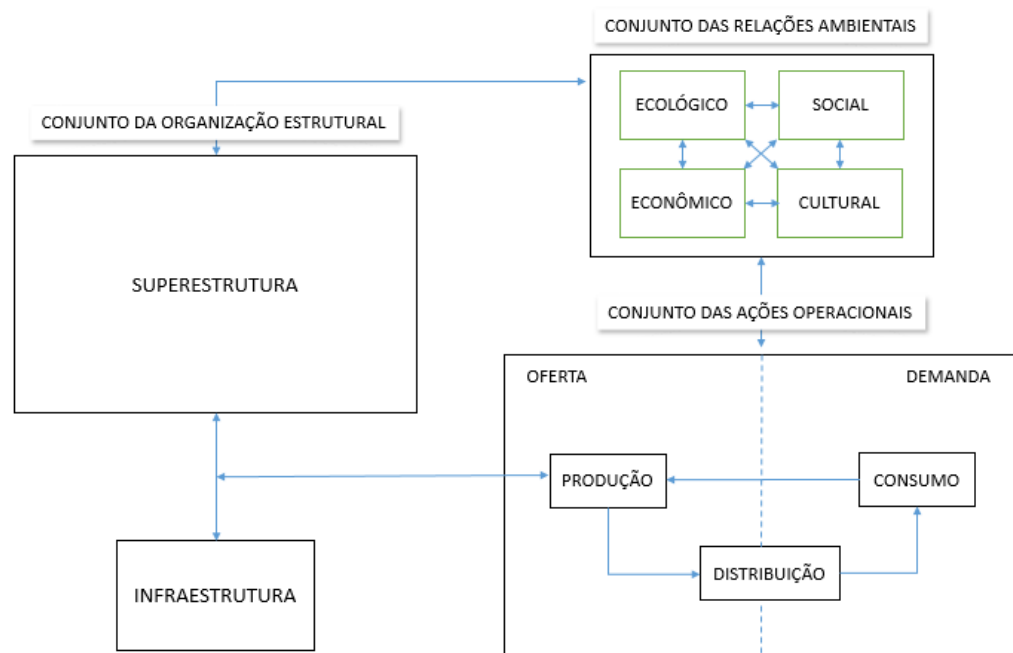 CONJUNTO DAS RELAÇÕES AMBIENTAIS
ECOLÓGICO
SOCIAL
CONJUNTO DA ORGANIZAÇÃO ESTRUTURAL
ECONÔMICO
CULTURAL
SUPERESTRUTURA
CONJUNTO DAS AÇÕES OPERACIONAIS
OFERTA
DEMANDA
PRODUÇÃO
CONSUMO
DISTRIBUIÇÃO
INFRAESTRUTURA